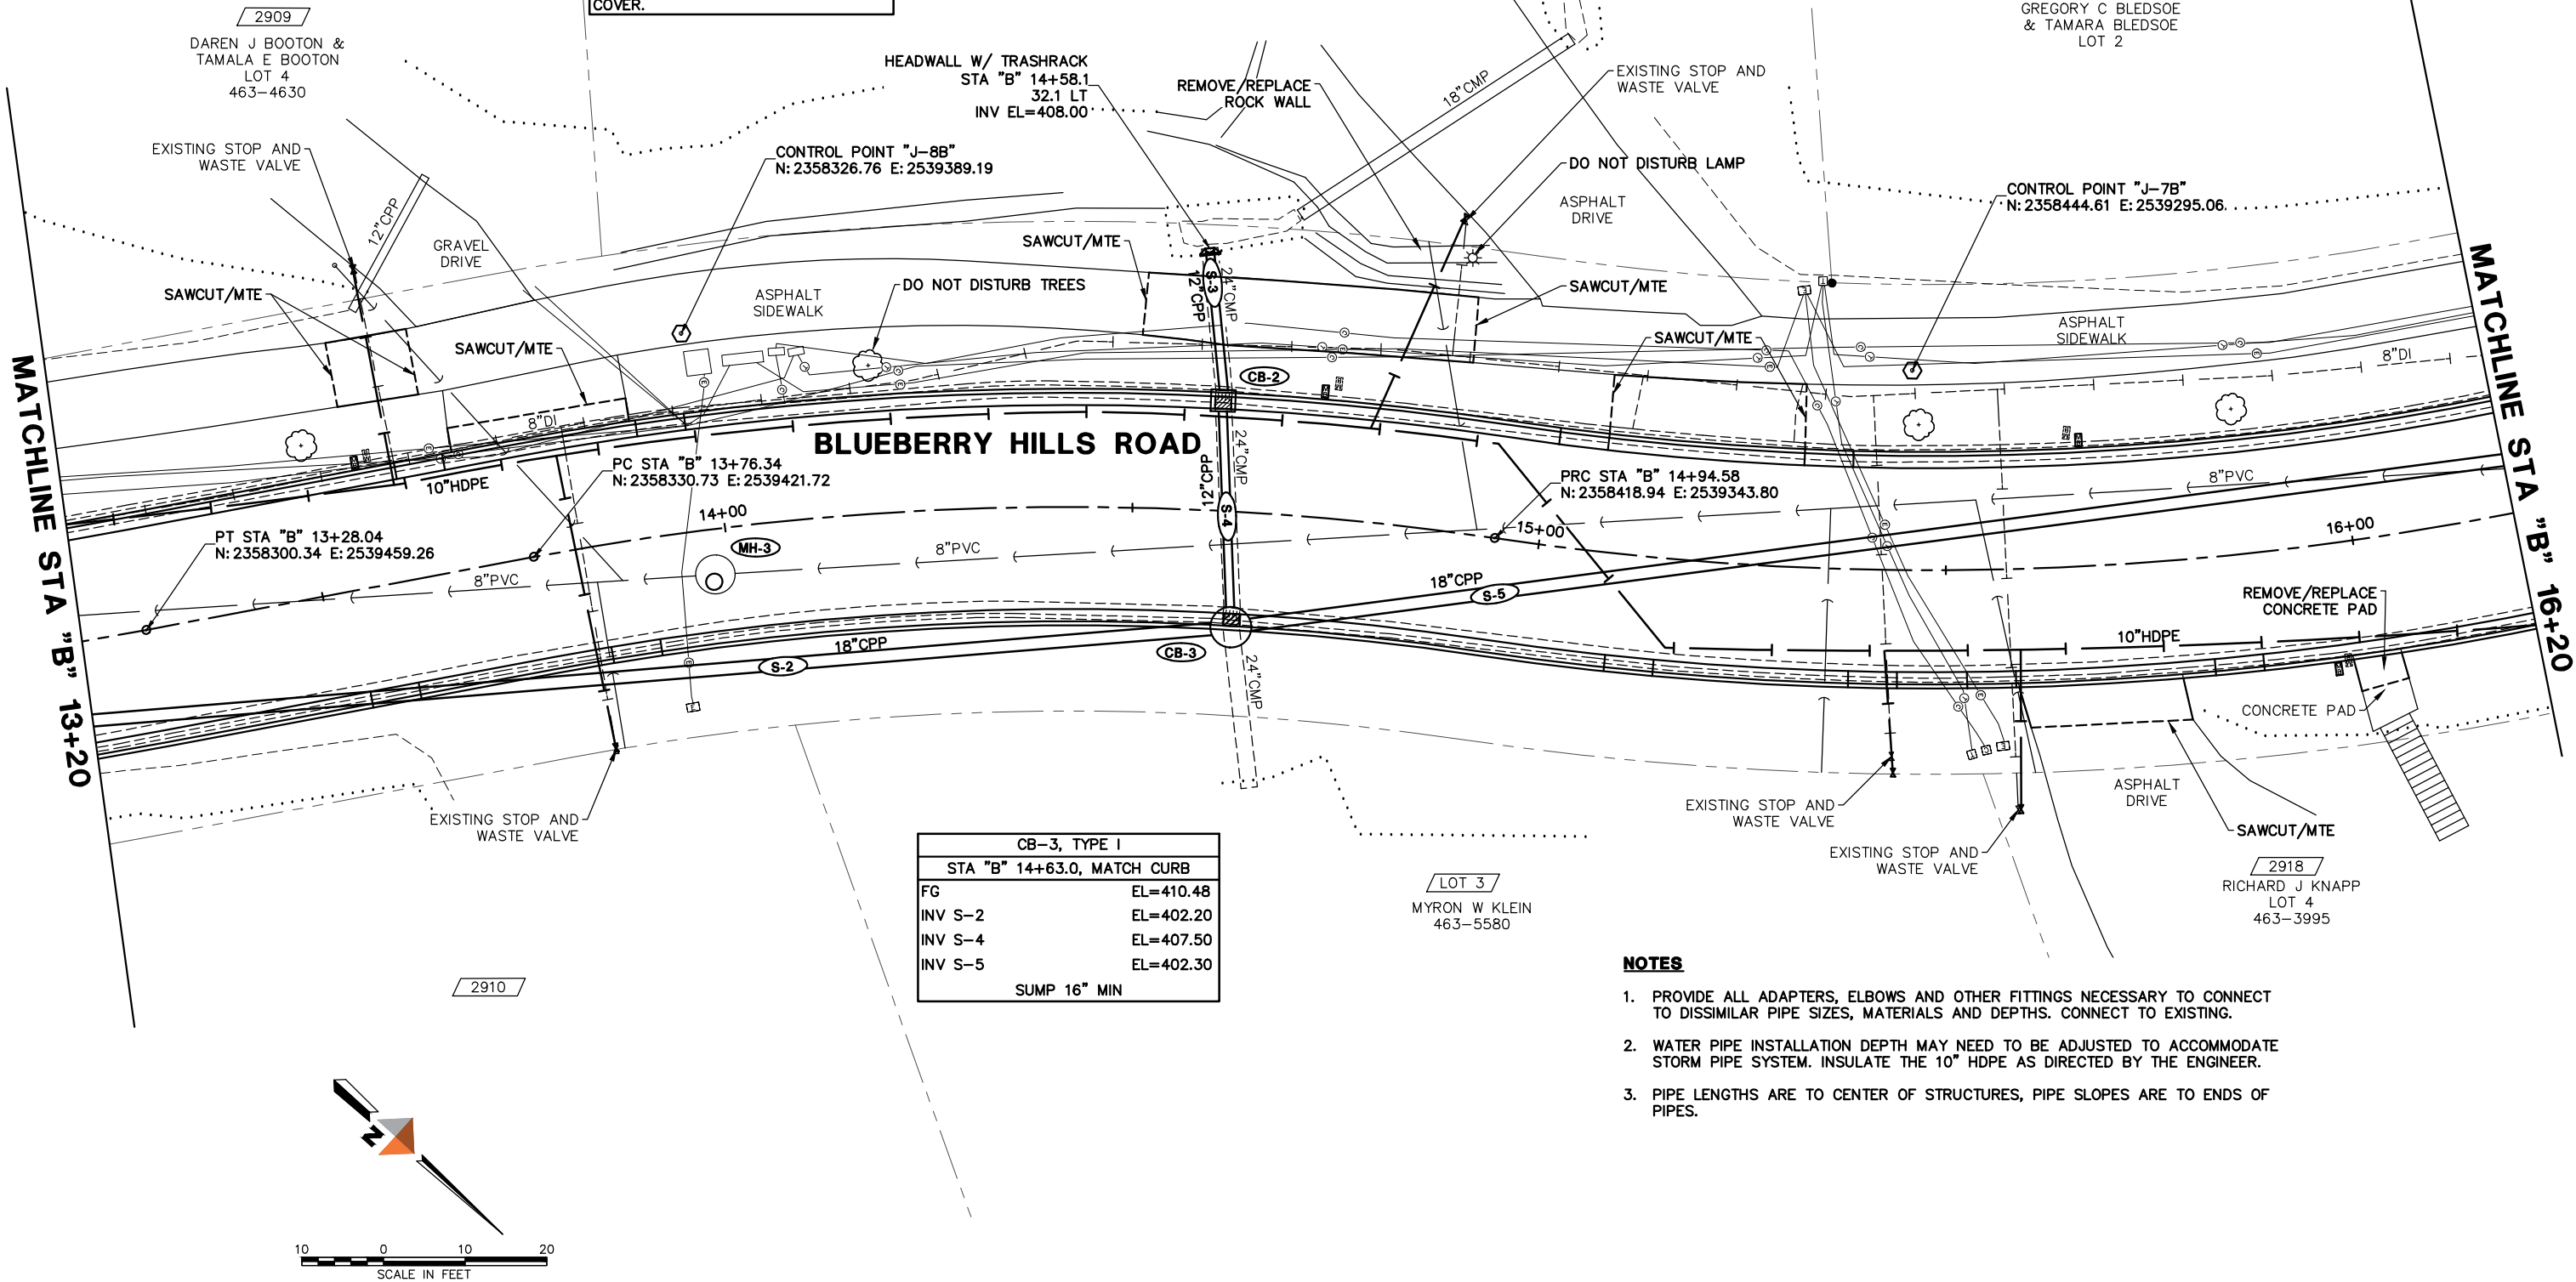 COVER.
2909
DAREN J BOOTON &
TAMALA E BOOTON
LOT 4
463-4630
GREGORY C BLEDSOE
& TAMARA BLEDSOE
LOT 2
HEADWALL W/ TRASHRACK
STA "B" 14+58.1
32.1 LT
INV EL=408.00
REMOVE/REPLACE
ROCK WALL
18"CMP
EXISTING STOP AND
WASTE VALVE
EXISTING STOP AND
WASTE VALVE
CONTROL POINT "J-8B"
N: 2358326.76 E: 2539389.19
DO NOT DISTURB LAMP
CONTROL POINT "J-7B"
N: 2358444.61 E: 2539295.06
12"CPP
GRAVEL
DRIVE
ASPHALT
DRIVE
SAWCUT/MTE
SAWCUT/MTE
ASPHALT
SIDEWALK
DO NOT DISTURB TREES
S-3
12"CPP
24"CMP
SAWCUT/MTE
SAWCUT/MTE
SAWCUT/MTE
ASPHALT
SIDEWALK
8"DI
CB-2
8"DI
BLUEBERRY HILLS ROAD
MATCHLINE STA "B" 13+20
MATCHLINE STA "B" 16+20
10"HDPE
PC STA "B" 13+76.34
N: 2358330.73 E: 2539421.72
12"CPP
24"CMP
S-4
PRC STA "B" 14+94.58
N: 2358418.94 E: 2539343.80
8"PVC
PT STA "B" 13+28.04
N: 2358300.34 E: 2539459.26
14+00
15+00
16+00
MH-3
8"PVC
8"PVC
18"CPP
S-5
REMOVE/REPLACE
CONCRETE PAD
18"CPP
S-2
CB-3
10"HDPE
24"CMP
CONCRETE PAD
EXISTING STOP AND
WASTE VALVE
EXISTING STOP AND
WASTE VALVE
EXISTING STOP AND
WASTE VALVE
ASPHALT
DRIVE
SAWCUT/MTE
CB-3, TYPE I
STA "B" 14+63.0, MATCH CURB
FG EL=410.48
INV S-2 EL=402.20
INV S-4 EL=407.50
INV S-5 EL=402.30
SUMP 16" MIN
LOT 3
MYRON W KLEIN
463-5580
2918
RICHARD J KNAPP
LOT 4
463-3995
2910
NOTES
1. PROVIDE ALL ADAPTERS, ELBOWS AND OTHER FITTINGS NECESSARY TO CONNECT
TO DISSIMILAR PIPE SIZES, MATERIALS AND DEPTHS. CONNECT TO EXISTING.
2. WATER PIPE INSTALLATION DEPTH MAY NEED TO BE ADJUSTED TO ACCOMMODATE
STORM PIPE SYSTEM. INSULATE THE 10" HDPE AS DIRECTED BY THE ENGINEER.
3. PIPE LENGTHS ARE TO CENTER OF STRUCTURES, PIPE SLOPES ARE TO ENDS OF
PIPES.
N
10 0 10 20
SCALE IN FEET